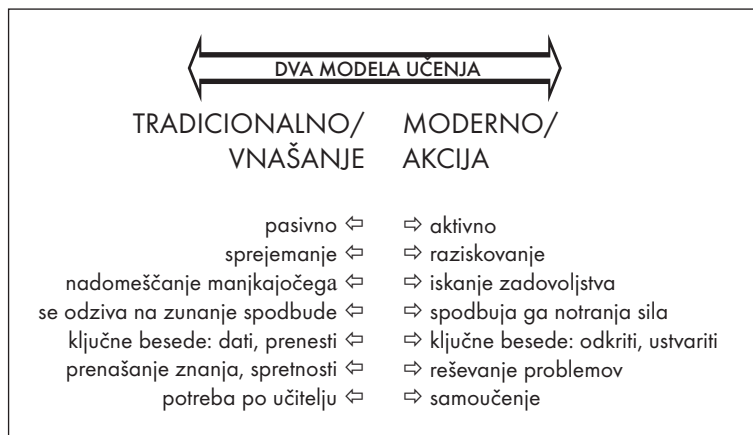 DVA MODELA UČENJA
TRADICIONALNO/ MODERNO/
VNAŠANJE AKCIJA
pasivno ⇦ ⇨ aktivno
sprejemanje ⇦ ⇨ raziskovanje
nadomeščanje manjkajočega ⇦ ⇨ iskanje zadovoljstva
se odziva na zunanje spodbude ⇦ ⇨ spodbuja ga notranja sila
ključne besede: dati, prenesti ⇦ ⇨ ključne besede: odkriti, ustvariti
prenašanje znanja, spretnosti ⇦ ⇨ reševanje problemov
potreba po učitelju ⇦ ⇨ samoučenje